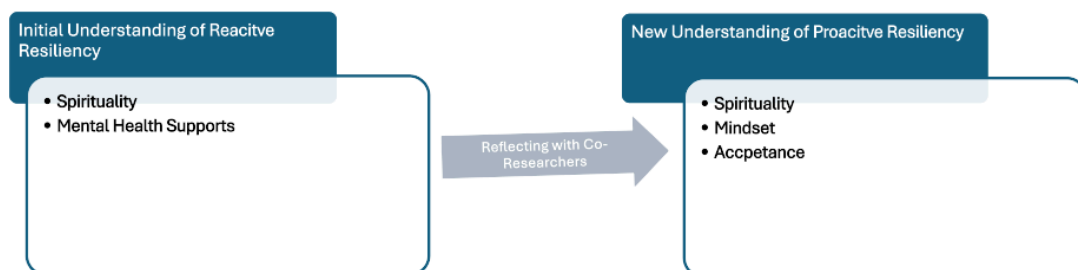 Initial Understanding of Reacitve
Resiliency
• Spirituality
• Mental Health Supports
Reflecting with Co-
Researchers
New Understanding of Proacitve Resiliency
• Spirituality
• Mindset
• Accpetance